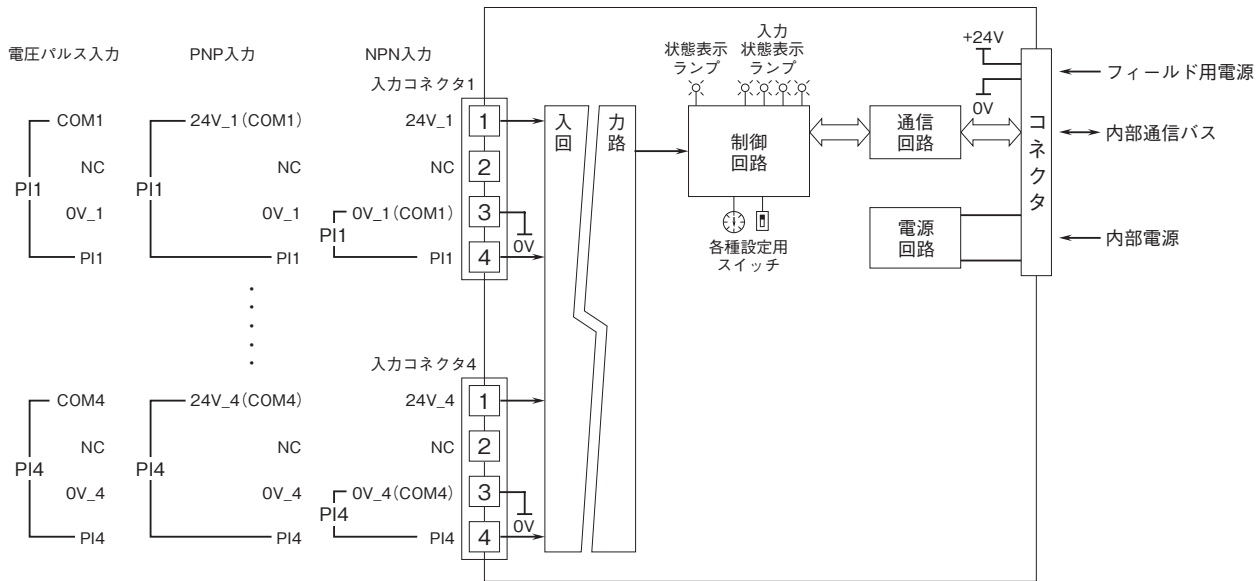 電圧パルス入力
PNP入力
NPN入力
入力コネクタ1
COM1
24V_1(COM1)
24V_1
1
NC
NC
NC
2
PI1
PI1
0V_1
0V_1
0V_1(COM1)
3
PI1
0V
PI1
PI1
PI1
4
入力コネクタ4
COM4
24V_4(COM4)
24V_4
1
NC
NC
NC
2
PI4
PI4
0V_4
0V_4
0V_4(COM4)
3
PI4
0V
PI4
PI4
PI4
4
入力
回路
状態表示
ランプ
入力
状態表示
ランプ
制御
回路
各種設定用
スイッチ
通信
回路
電源
回路
+24V
0V
コネクタ
フィールド用電源
内部通信バス
内部電源